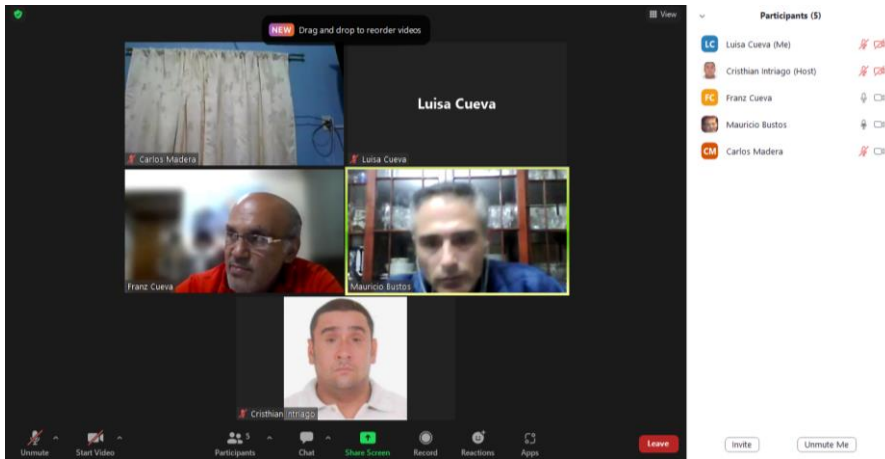 View
Participants (5)
NEW Drag and drop to reorder videos
LC Luisa Cueva (Me)
Cristhian Intriago (Host)
FC Franz Cueva
Mauricio Bustos
CM Carlos Madera
Luisa Cueva
Carlos Madera
Luisa Cueva
Franz Cueva
Mauricio Bustos
Cristhian Intriago
Unmute
Start Video
5
Participants
Chat
Share Screen
Record
Reactions
Apps
Leave
Invite
Unmute Me